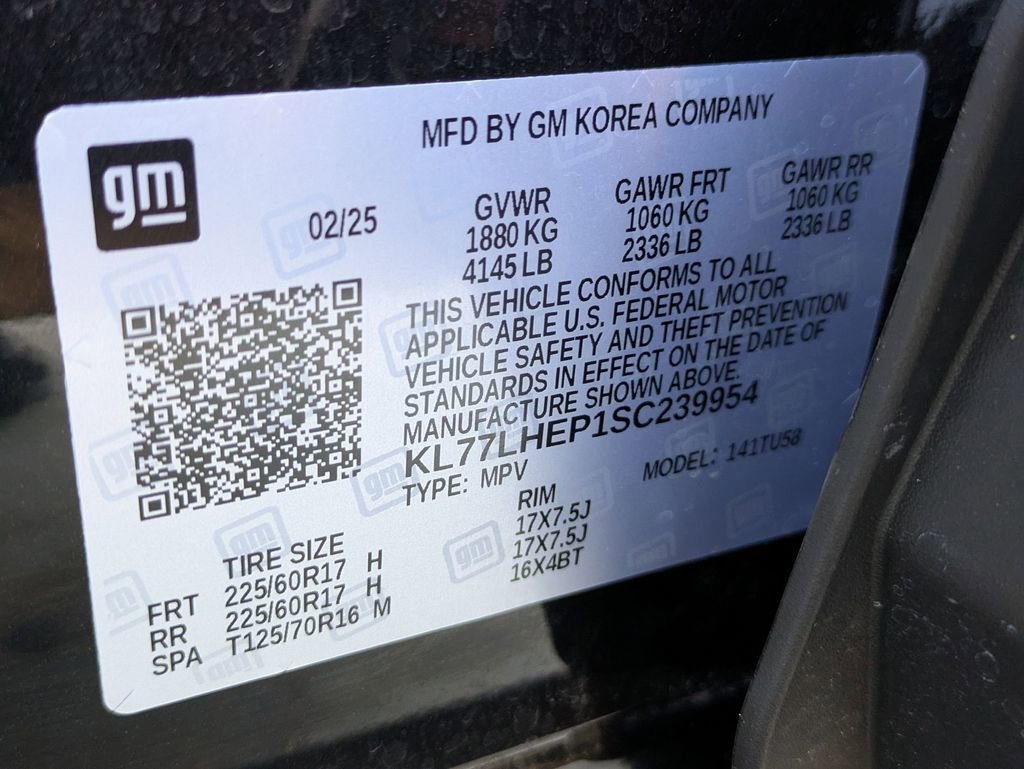 gm
MFD BY GM KOREA COMPANY
02/25
GVWR GAWR FRT GAWR RR
1880 KG 1060 KG 1060 KG
4145 LB 2336 LB 2336 LB
THIS VEHICLE CONFORMS TO ALL
APPLICABLE U.S. FEDERAL MOTOR
VEHICLE SAFETY AND THEFT PREVENTION
STANDARDS IN EFFECT ON THE DATE OF
MANUFACTURE SHOWN ABOVE.
KL77LHEP1SC239954
TYPE: MPV MODEL: 141TU58
TIRE SIZE RIM
FRT 225/60R17 H 17X7.5J
RR 225/60R17 H 17X7.5J
SPA T125/70R16 M 16X4BT